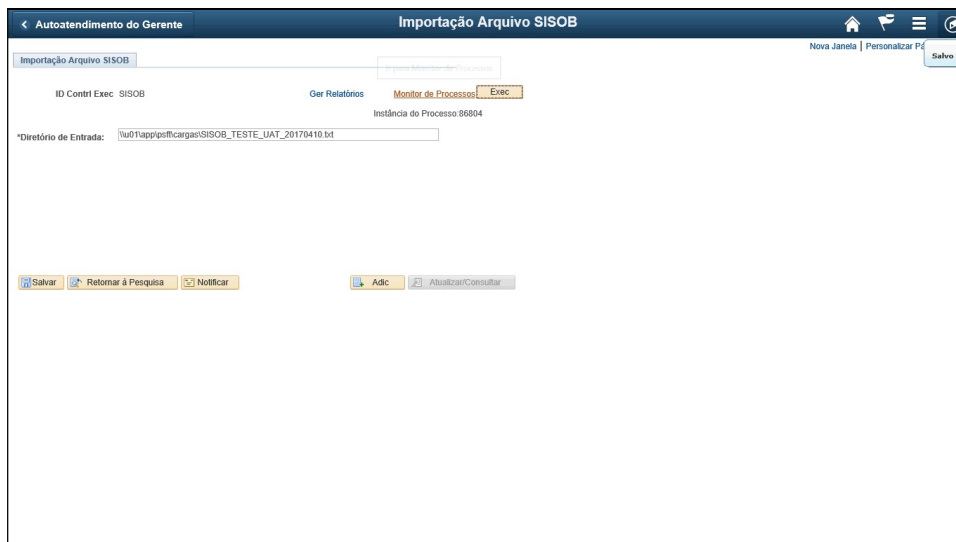 Autoatendimento do Gerente
Importação Arquivo SISOB
Nova Janela | Personalizar Pá
Salvo
Importação Arquivo SISOB
ID Contrl Exec SISOB Ger Relatórios Monitor de Processos Exec
Instância do Processo:86804
*Diretório de Entrada: \\u01\app\psft\cargas\SISOB_TESTE_UAT_20170410.txt
Salvar Retornar à Pesquisa Notificar Adic Atualizar/Consultar